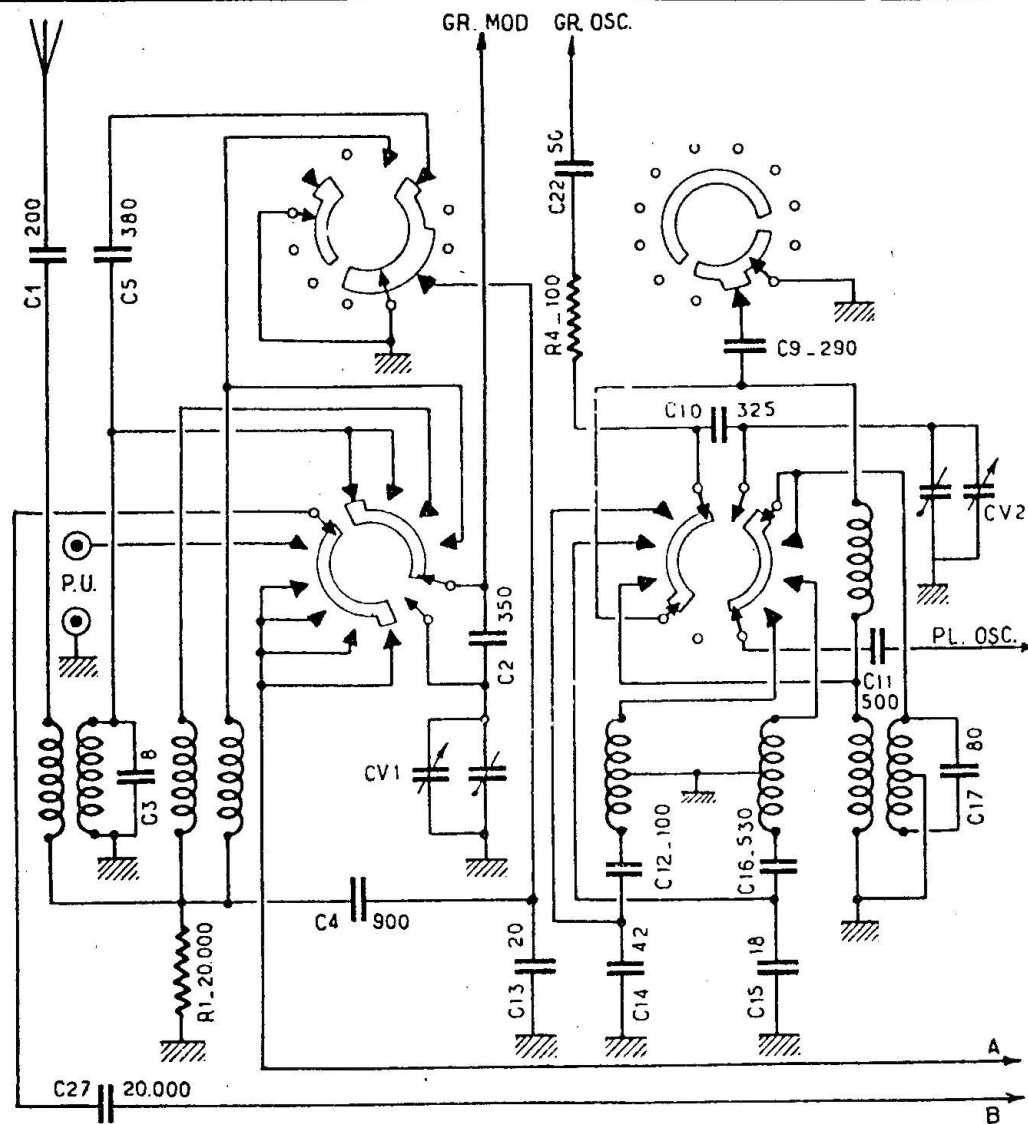 GR. MOD
GR. OSC.
200
C1
380
C5
50
C22
R4_100
C9_290
C10
325
CV2
P.U.
350
C2
PL. OSC.
C11
500
8
C3
CV1
C12_100
C16_530
80
C17
C4
900
R1_20.000
20
C13
42
C14
18
C15
A
C27
20.000
B